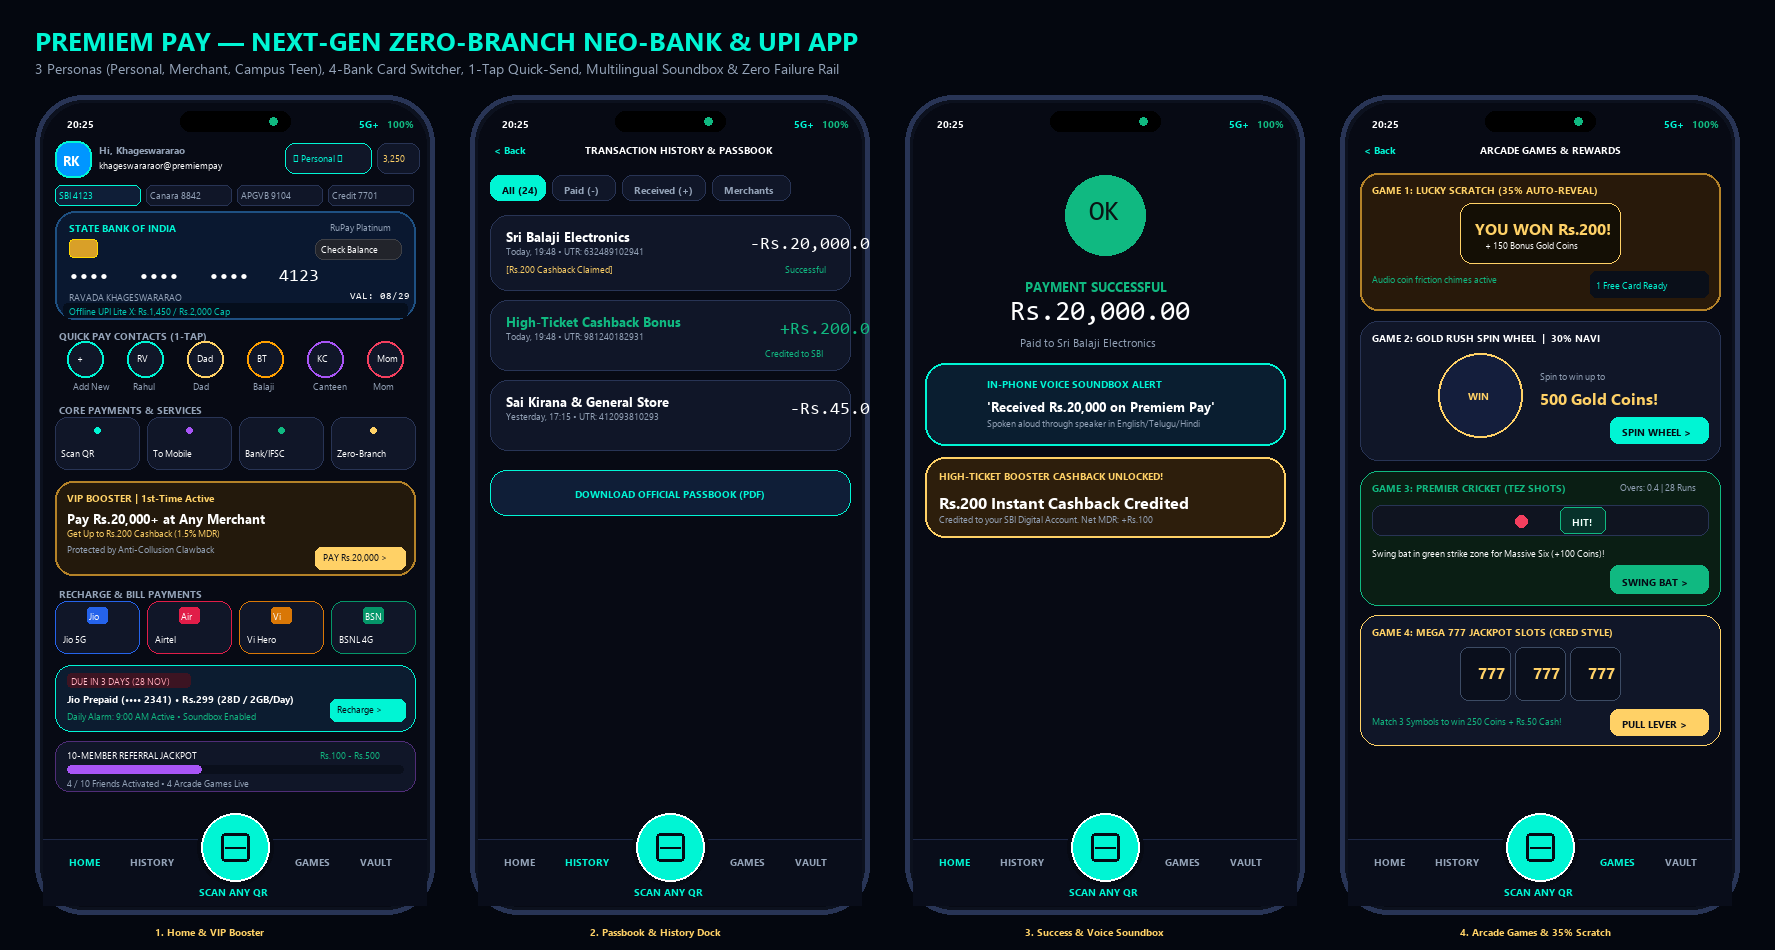 PREMIEM PAY — NEXT-GEN ZERO-BRANCH NEO-BANK & UPI APP
3 Personas (Personal, Merchant, Campus Teen), 4-Bank Card Switcher, 1-Tap Quick-Send, Multilingual Soundbox & Zero Failure Rail
20:25
5G+ 100%
RK
Hi, Khageswararao
khageswararaor@premiempay
Personal
3,250
SBI 4123
Canara 8842
APGVB 9104
Credit 7701
STATE BANK OF INDIA
RuPay Platinum
Check Balance
•••• •••• •••• 4123
RAVADA KHAGESWARARAO
VAL: 08/29
Offline UPI Lite X: Rs.1,450 / Rs.2,000 Cap
QUICK PAY CONTACTS (1-TAP)
+
RV
Dad
BT
KC
Mom
Add New
Rahul
Dad
Balaji
Canteen
Mom
CORE PAYMENTS & SERVICES
Scan QR
To Mobile
Bank/IFSC
Zero-Branch
VIP BOOSTER | 1st-Time Active
Pay Rs.20,000+ at Any Merchant
Get Up to Rs.200 Cashback (1.5% MDR)
Protected by Anti-Collusion Clawback
PAY Rs.20,000 >
RECHARGE & BILL PAYMENTS
Jio
Air
Vi
BSN
Jio 5G
Airtel
Vi Hero
BSNL 4G
DUE IN 3 DAYS (28 NOV)
Jio Prepaid (•••• 2341) • Rs.299 (28D / 2GB/Day)
Daily Alarm: 9:00 AM Active • Soundbox Enabled
Recharge >
10-MEMBER REFERRAL JACKPOT
Rs.100 - Rs.500
4 / 10 Friends Activated • 4 Arcade Games Live
HOME
HISTORY
GAMES
VAULT
SCAN ANY QR
1. Home & VIP Booster
20:25
5G+ 100%
< Back
TRANSACTION HISTORY & PASSBOOK
All (24)
Paid (-)
Received (+)
Merchants
Sri Balaji Electronics
-Rs.20,000.0
Today, 19:48 • UTR: 632489102941
[Rs.200 Cashback Claimed]
Successful
High-Ticket Cashback Bonus
+Rs.200.0
Today, 19:48 • UTR: 981240182931
Credited to SBI
Sai Kirana & General Store
-Rs.45.0
Yesterday, 17:15 • UTR: 412093810293
DOWNLOAD OFFICIAL PASSBOOK (PDF)
HOME
HISTORY
GAMES
VAULT
SCAN ANY QR
2. Passbook & History Dock
20:25
5G+ 100%
OK
PAYMENT SUCCESSFUL
Rs.20,000.00
Paid to Sri Balaji Electronics
IN-PHONE VOICE SOUNDBOX ALERT
'Received Rs.20,000 on Premiem Pay'
Spoken aloud through speaker in English/Telugu/Hindi
HIGH-TICKET BOOSTER CASHBACK UNLOCKED!
Rs.200 Instant Cashback Credited
Credited to your SBI Digital Account. Net MDR: +Rs.100
HOME
HISTORY
GAMES
VAULT
SCAN ANY QR
3. Success & Voice Soundbox
20:25
5G+ 100%
< Back
ARCADE GAMES & REWARDS
GAME 1: LUCKY SCRATCH (35% AUTO-REVEAL)
YOU WON Rs.200!
+ 150 Bonus Gold Coins
Audio coin friction chimes active
1 Free Card Ready
GAME 2: GOLD RUSH SPIN WHEEL | 30% NAVI
WIN
Spin to win up to
500 Gold Coins!
SPIN WHEEL >
GAME 3: PREMIER CRICKET (TEZ SHOTS)
Overs: 0.4 | 28 Runs
HIT!
Swing bat in green strike zone for Massive Six (+100 Coins)!
SWING BAT >
GAME 4: MEGA 777 JACKPOT SLOTS (CRED STYLE)
777
777
777
Match 3 Symbols to win 250 Coins + Rs.50 Cash!
PULL LEVER >
HOME
HISTORY
GAMES
VAULT
SCAN ANY QR
4. Arcade Games & 35% Scratch